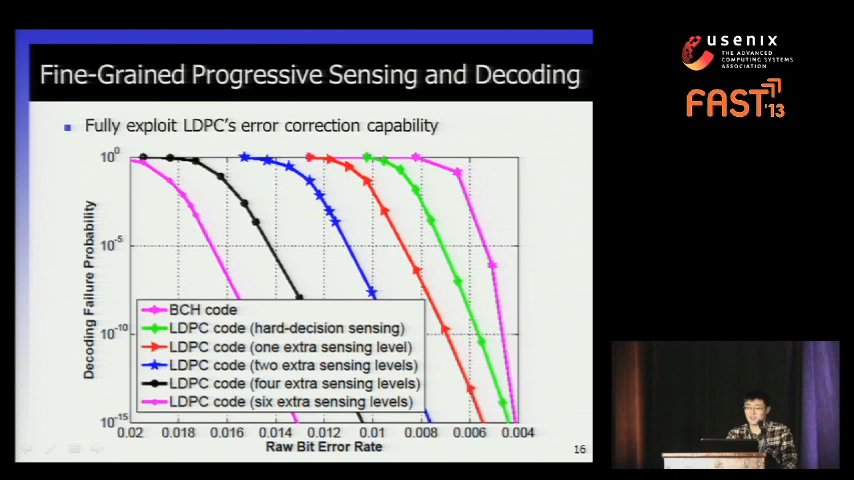 usenix
THE ADVANCED
COMPUTING SYSTEMS
ASSOCIATION
FAST'13
Fine-Grained Progressive Sensing and Decoding
Fully exploit LDPC's error correction capability
10^0
10^-5
10^-10
10^-15
Decoding Failure Probability
BCH code
LDPC code (hard-decision sensing)
LDPC code (one extra sensing level)
LDPC code (two extra sensing levels)
LDPC code (four extra sensing levels)
LDPC code (six extra sensing levels)
0.02 0.018 0.016 0.014 0.012 0.01 0.008 0.006 0.004
Raw Bit Error Rate
16